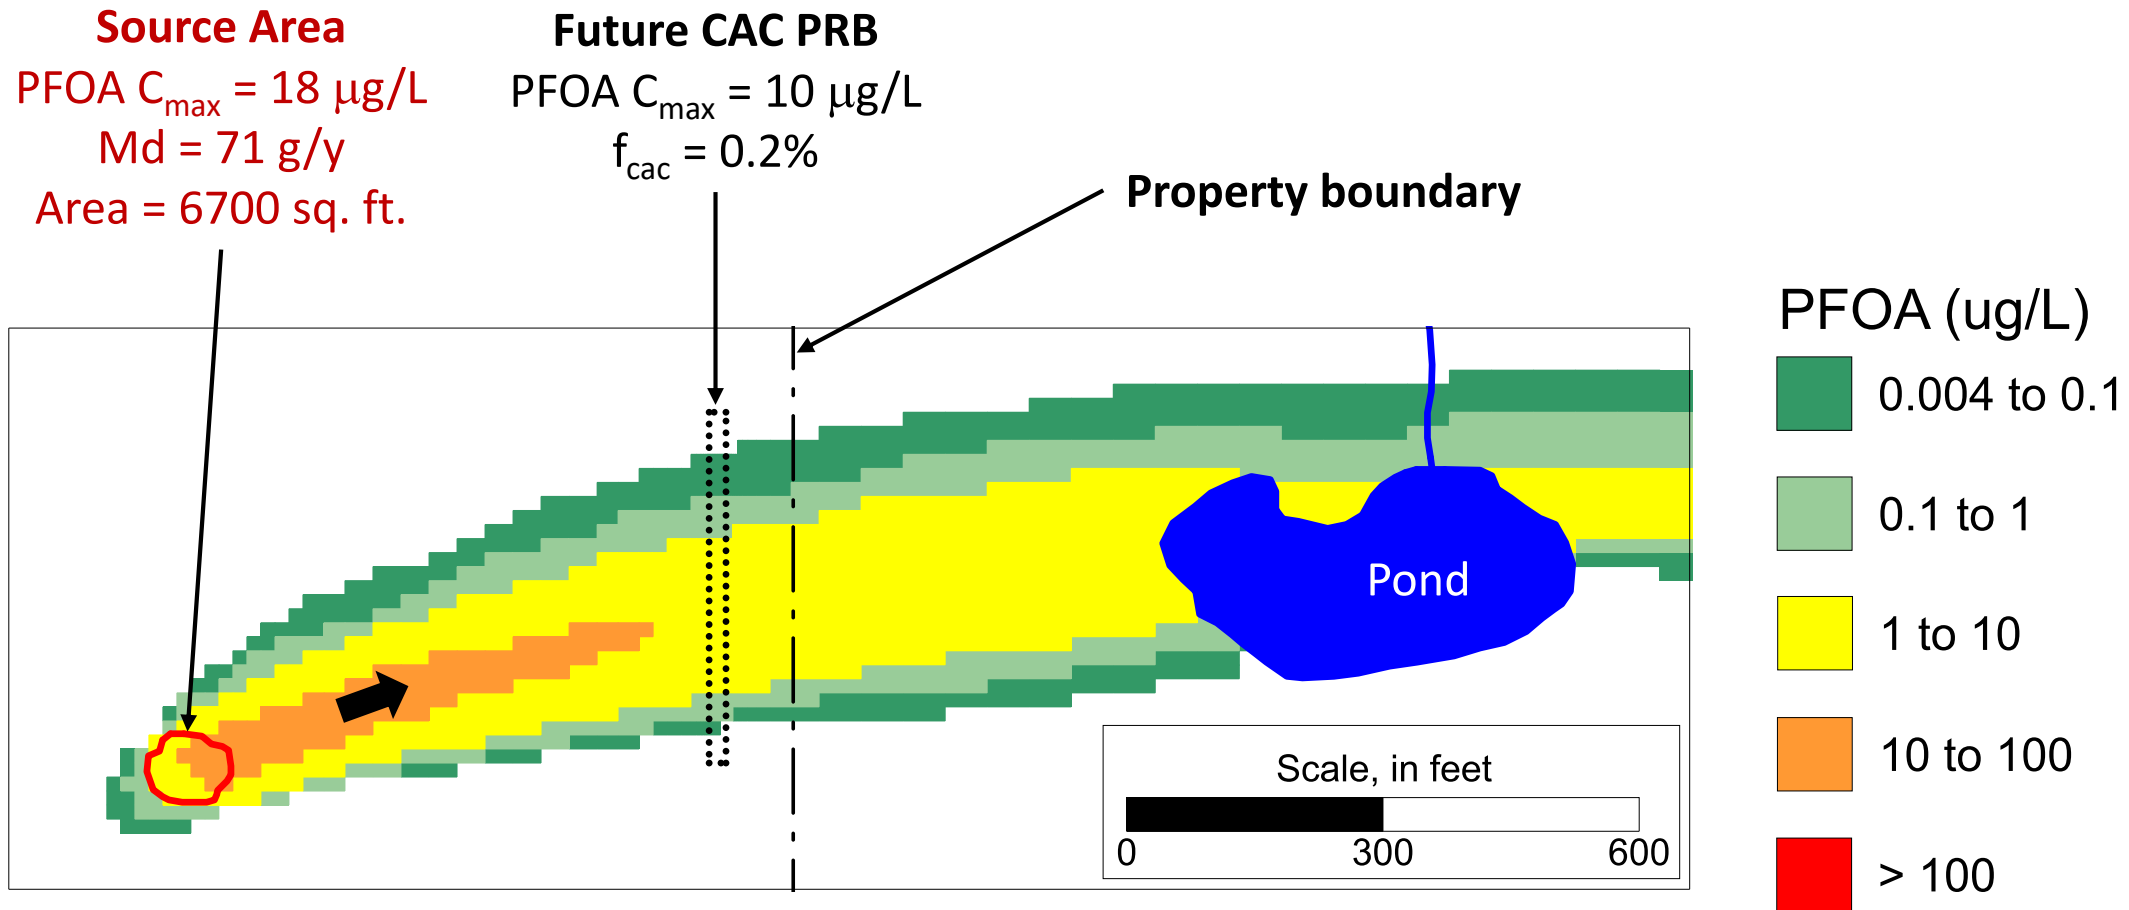 Source Area
PFOA Cmax = 18 µg/L
Md = 71 g/y
Area = 6700 sq. ft.
Future CAC PRB
PFOA Cmax = 10 µg/L
fcac = 0.2%
Property boundary
PFOA (ug/L)
0.004 to 0.1
0.1 to 1
1 to 10
10 to 100
> 100
Pond
Scale, in feet
0 300 600